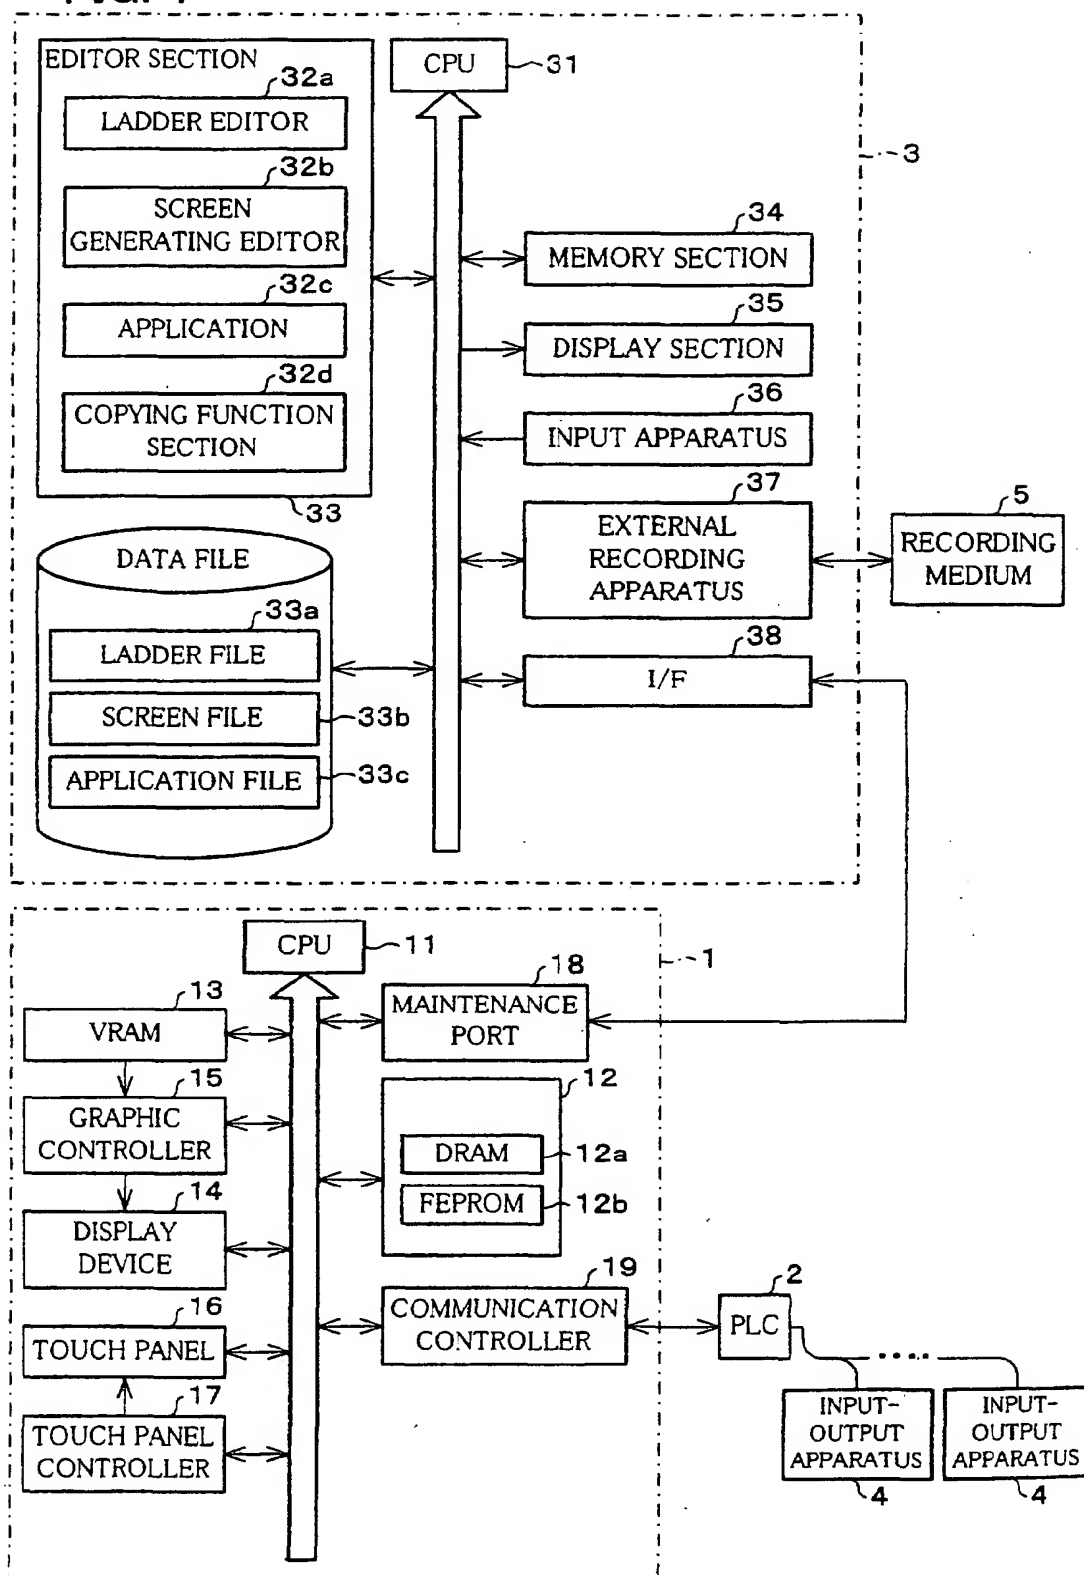 EDITOR SECTION
32a
LADDER EDITOR
32b
SCREEN
GENERATING EDITOR
32c
APPLICATION
32d
COPYING FUNCTION
SECTION
33
CPU
31
3
34
MEMORY SECTION
35
DISPLAY SECTION
36
INPUT APPARATUS
37
EXTERNAL
RECORDING
APPARATUS
5
RECORDING
MEDIUM
38
I/F
DATA FILE
33a
LADDER FILE
SCREEN FILE
33b
APPLICATION FILE
33c
CPU
11
1
13
VRAM
15
GRAPHIC
CONTROLLER
14
DISPLAY
DEVICE
16
TOUCH PANEL
17
TOUCH PANEL
CONTROLLER
18
MAINTENANCE
PORT
12
DRAM
12a
FEPROM
12b
19
COMMUNICATION
CONTROLLER
2
PLC
INPUT-
OUTPUT
APPARATUS
4
INPUT-
OUTPUT
APPARATUS
4